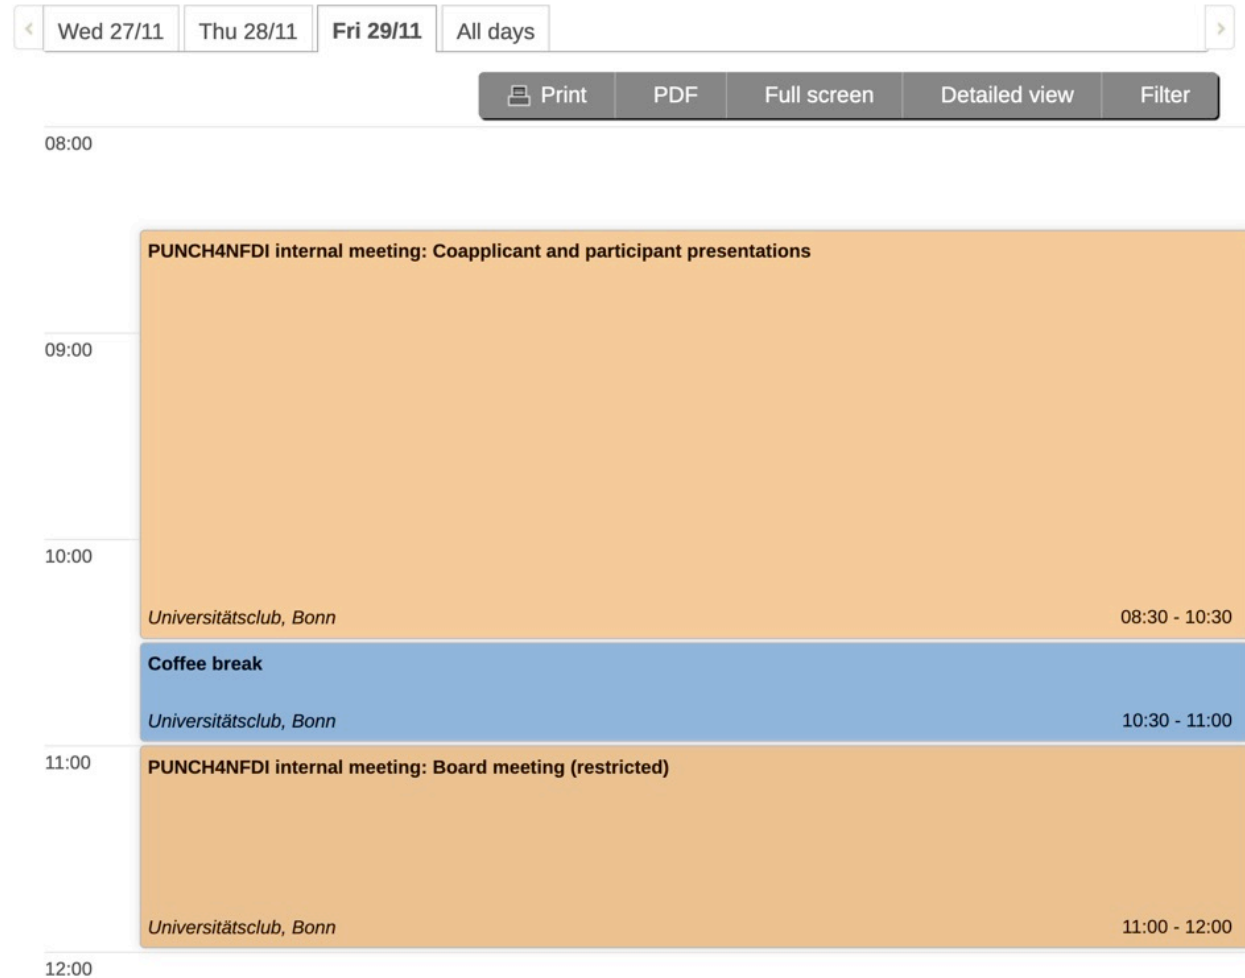 Wed 27/11 Thu 28/11 Fri 29/11 All days
Print PDF Full screen Detailed view Filter
08:00
PUNCH4NFDI internal meeting: Coapplicant and participant presentations
09:00
10:00
Universitätsclub, Bonn 08:30 - 10:30
Coffee break
Universitätsclub, Bonn 10:30 - 11:00
11:00 PUNCH4NFDI internal meeting: Board meeting (restricted)
Universitätsclub, Bonn 11:00 - 12:00
12:00